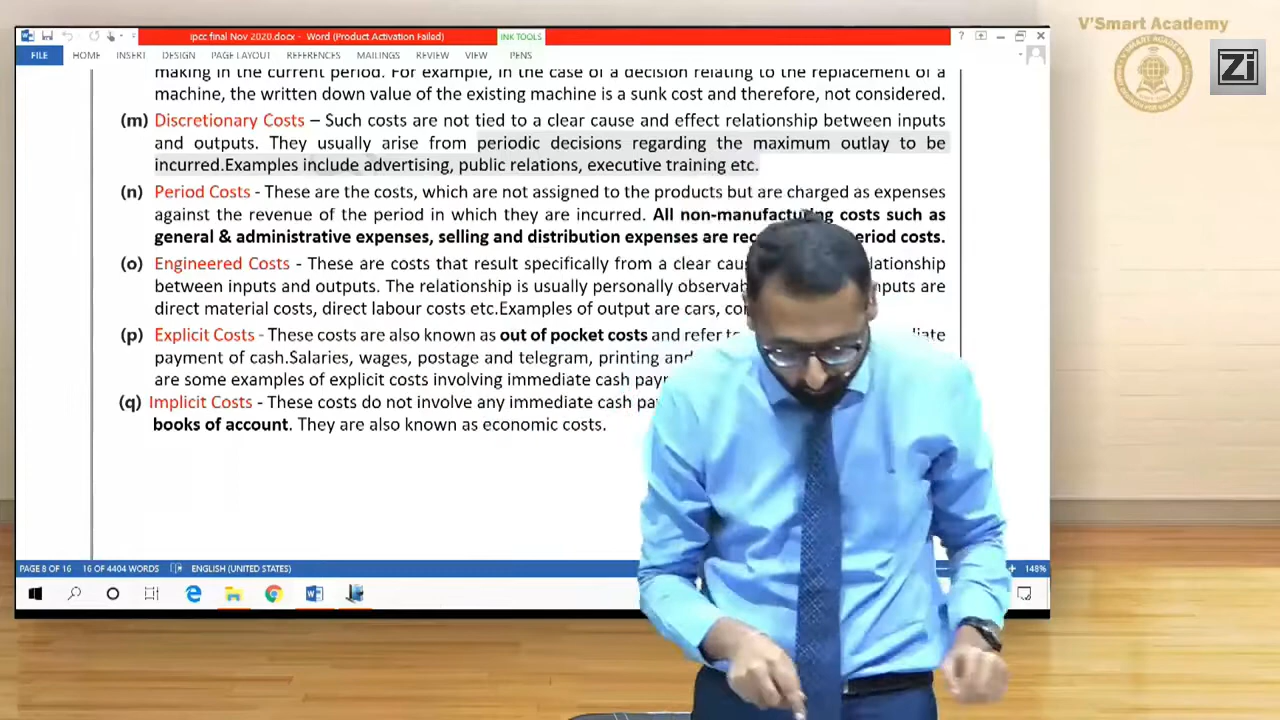 V'Smart Academy
Zi
ipcc final Nov 2020.docx - Word (Product Activation Failed)
INK TOOLS
FILE HOME INSERT DESIGN PAGE LAYOUT REFERENCES MAILINGS REVIEW VIEW PENS
making in the current period. For example, in the case of a decision relating to the replacement of a
machine, the written down value of the existing machine is a sunk cost and therefore, not considered.
(m) Discretionary Costs – Such costs are not tied to a clear cause and effect relationship between inputs
and outputs. They usually arise from periodic decisions regarding the maximum outlay to be
incurred.Examples include advertising, public relations, executive training etc.
(n) Period Costs - These are the costs, which are not assigned to the products but are charged as expenses
against the revenue of the period in which they are incurred. All non-manufacturing costs such as
general & administrative expenses, selling and distribution expenses are costs.
(o) Engineered Costs - These are costs that result specifically from a clear
between inputs and outputs. The relationship is usually personally are
direct material costs, direct labour costs etc.Examples of output are cars,
(p) Explicit Costs - These costs are also known as out of pocket costs and refer
payment of cash.Salaries, wages, postage and telegram, printing and
are some examples of explicit costs involving immediate cash
(q) Implicit Costs - These costs do not involve any immediate cash
books of account. They are also known as economic costs.
PAGE 8 OF 16 16 OF 4404 WORDS ENGLISH (UNITED STATES) 148%